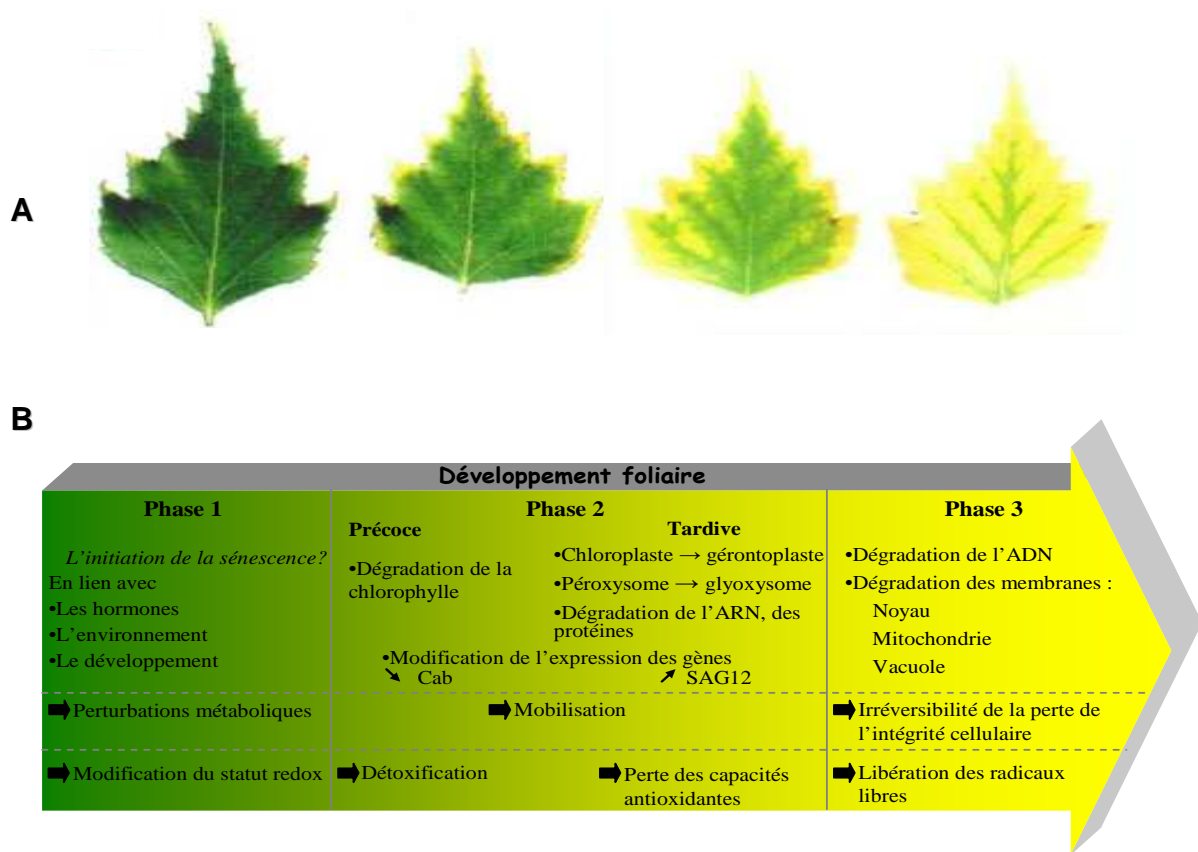 A
B
Développement foliaire
Phase 1
L'initiation de la sénescence?
En lien avec
•Les hormones
•L'environnement
•Le développement
➡Perturbations métaboliques
➡Modification du statut redox
Phase 2
Précoce
•Dégradation de la
chlorophylle
Tardive
•Chloroplaste → gérontoplaste
•Péroxysome → glyoxysome
•Dégradation de l'ARN, des
protéines
•Modification de l'expression des gènes
↘ Cab ↗ SAG12
➡Mobilisation
➡Détoxification
➡Perte des capacités
antioxidantes
Phase 3
•Dégradation de l'ADN
•Dégradation des membranes :
Noyau
Mitochondrie
Vacuole
➡Irréversibilité de la perte de
l'intégrité cellulaire
➡Libération des radicaux
libres